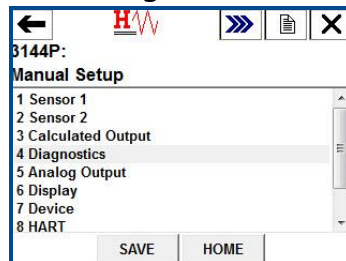 H
3144P:
Manual Setup
1 Sensor 1
2 Sensor 2
3 Calculated Output
4 Diagnostics
5 Analog Output
6 Display
7 Device
8 HART
SAVE HOME